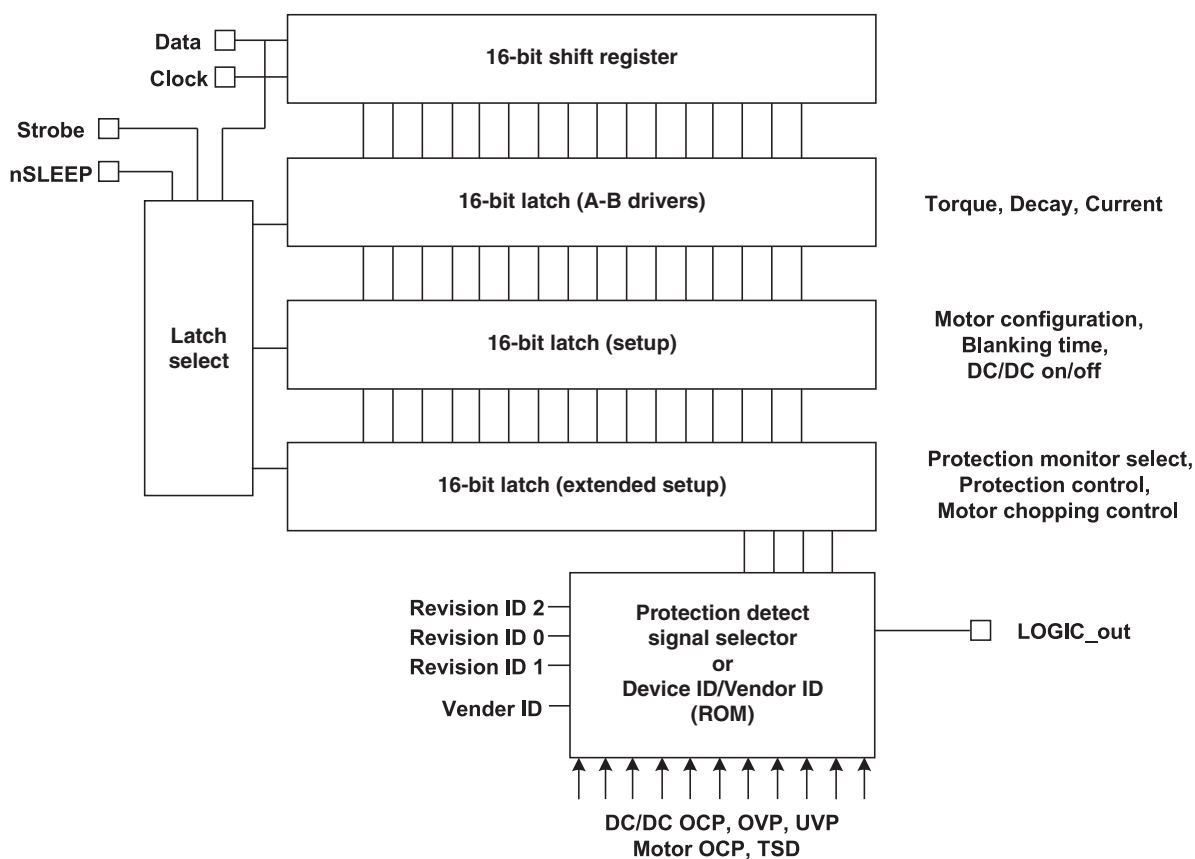 Data
16-bit shift register
Clock
Strobe
nSLEEP
16-bit latch (A-B drivers)
Torque, Decay, Current
Latch
select
16-bit latch (setup)
Motor configuration,
Blanking time,
DC/DC on/off
16-bit latch (extended setup)
Protection monitor select,
Protection control,
Motor chopping control
Revision ID 2
Revision ID 0
Revision ID 1
Vender ID
Protection detect
signal selector
or
Device ID/Vendor ID
(ROM)
LOGIC_out
DC/DC OCP, OVP, UVP
Motor OCP, TSD